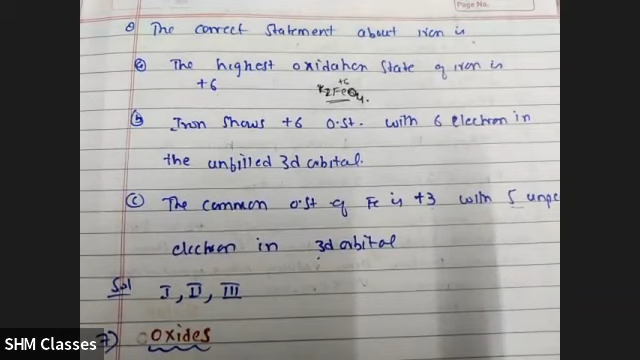 Page No.
The correct statement about iron is
(a) The highest oxidation state of iron is
+6
+6
K2FeO4.
(b) Iron shows +6 O.St. with 6 electron in
the unbilled 3d orbital.
(c) The common O.St of Fe is +3 with 5 unpe
electron in 3d orbital
Sol I, II, III
7) Oxides
SHM Classes